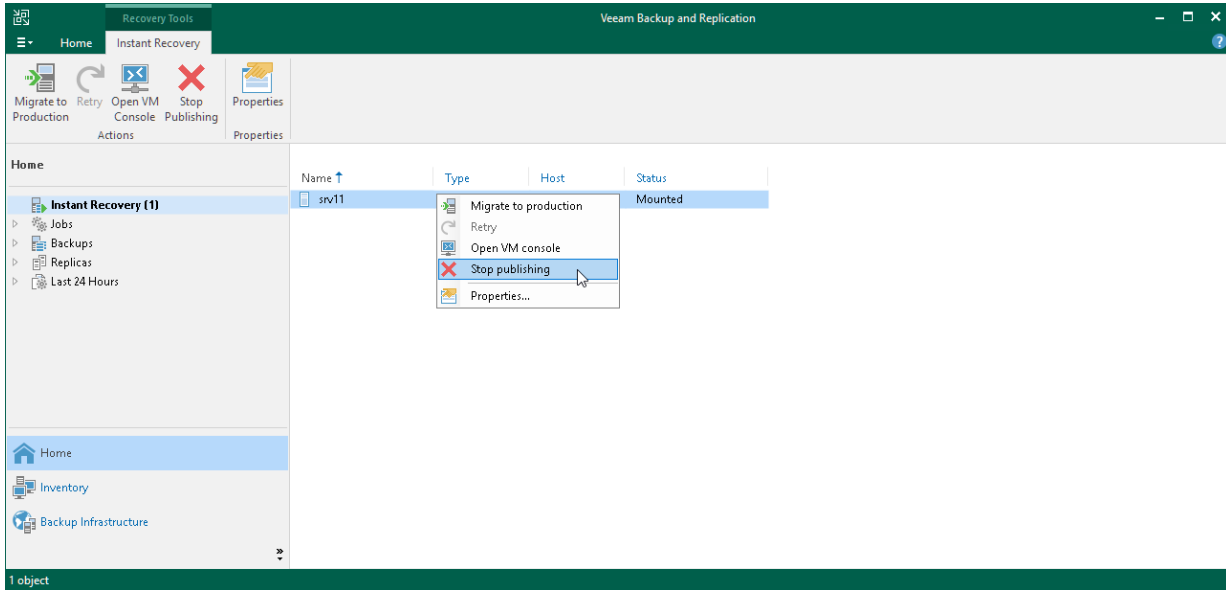 Recovery Tools
Veeam Backup and Replication
Home
Instant Recovery
?
Migrate to Production
Retry
Open VM Console
Stop Publishing
Properties
Actions
Properties
Home
Instant Recovery (1)
Jobs
Backups
Replicas
Last 24 Hours
Home
Inventory
Backup Infrastructure
Name Type Host Status
srv11 Mounted
Migrate to production
Retry
Open VM console
Stop publishing
Properties...
1 object